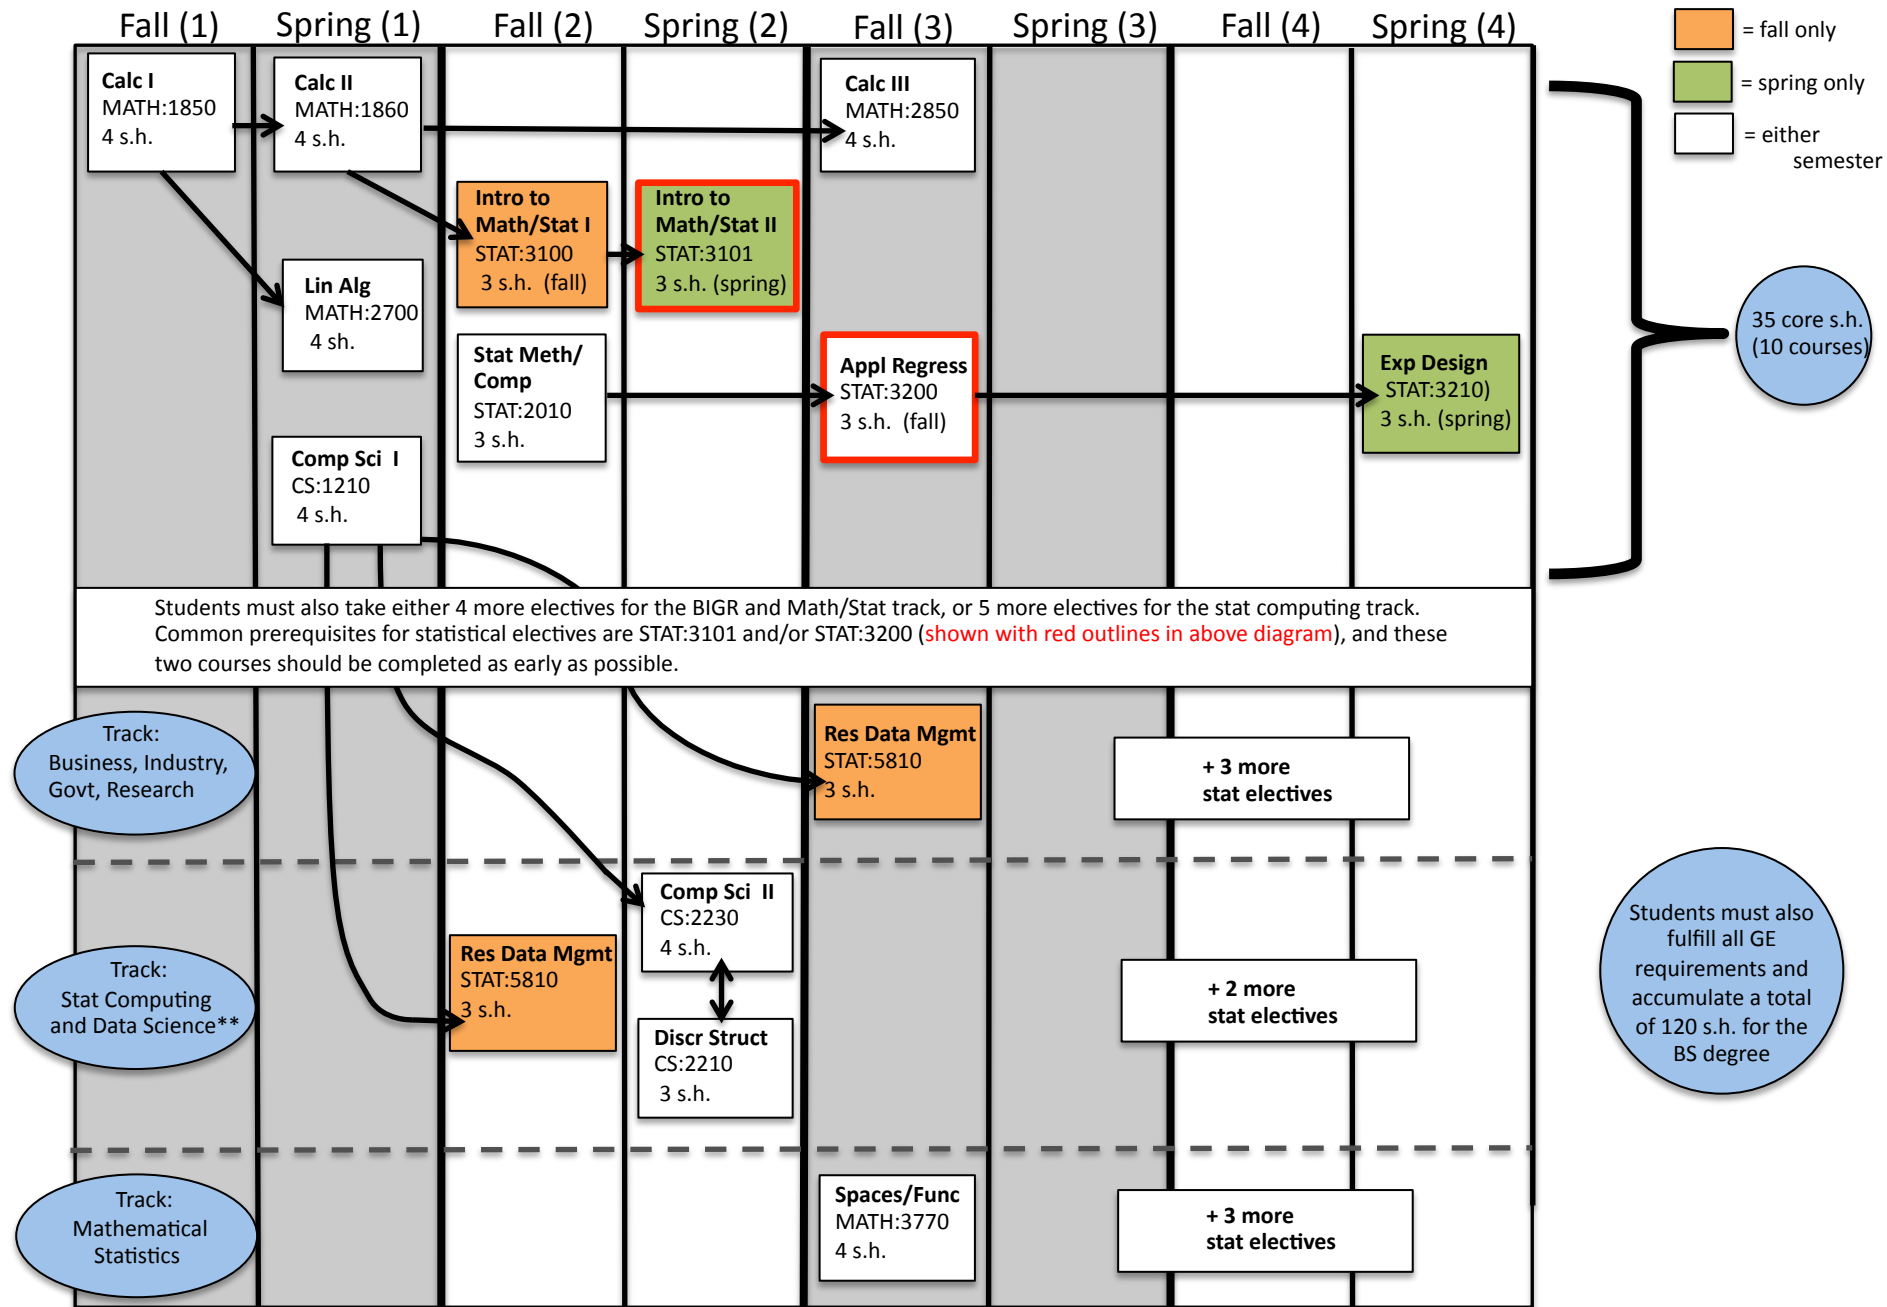 Fall (1)
Spring (1)
Fall (2)
Spring (2)
Fall (3)
Spring (3)
Fall (4)
Spring (4)
= fall only
= spring only
= either
semester
Calc I
MATH:1850
4 s.h.
Calc II
MATH:1860
4 s.h.
Calc III
MATH:2850
4 s.h.
Intro to
Math/Stat I
STAT:3100
3 s.h. (fall)
Intro to
Math/Stat II
STAT:3101
3 s.h. (spring)
Lin Alg
MATH:2700
4 sh.
Stat Meth/
Comp
STAT:2010
3 s.h.
Appl Regress
STAT:3200
3 s.h. (fall)
Exp Design
STAT:3210)
3 s.h. (spring)
35 core s.h.
(10 courses)
Comp Sci I
CS:1210
4 s.h.
Students must also take either 4 more electives for the BIGR and Math/Stat track, or 5 more electives for the stat computing track.
Common prerequisites for statistical electives are STAT:3101 and/or STAT:3200 (shown with red outlines in above diagram), and these
two courses should be completed as early as possible.
Track:
Business, Industry,
Govt, Research
Res Data Mgmt
STAT:5810
3 s.h.
+ 3 more
stat electives
Track:
Stat Computing
and Data Science**
Res Data Mgmt
STAT:5810
3 s.h.
Comp Sci II
CS:2230
4 s.h.
Discr Struct
CS:2210
3 s.h.
+ 2 more
stat electives
Students must also
fulfill all GE
requirements and
accumulate a total
of 120 s.h. for the
BS degree
Track:
Mathematical
Statistics
Spaces/Func
MATH:3770
4 s.h.
+ 3 more
stat electives